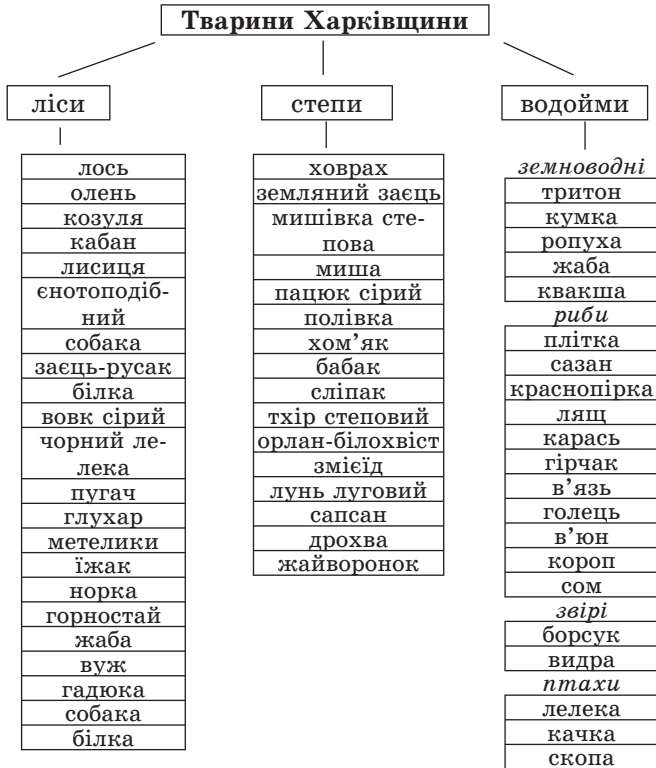 Тварини Харківщини
ліси
лось
олень
козуля
кабан
лисиця
єнотоподіб-
ний
собака
заєць-русак
білка
вовк сірий
чорний ле-
лека
пугач
глухар
метелики
їжак
норка
горностай
жаба
вуж
гадюка
собака
білка
степи
ховрах
земляний заєць
мишівка сте-
пова
миша
пацюк сірий
полівка
хом’як
бабак
сліпак
тхір степовий
орлан-білохвіст
змієїд
лунь луговий
сапсан
дрохва
жайворонок
водойми
земноводні
тритон
кумка
ропуха
жаба
квакша
риби
плітка
сазан
краснопірка
лящ
карась
гірчак
в’язь
голець
в’юн
короп
сом
звірі
борсук
видра
птахи
лелека
качка
скопа